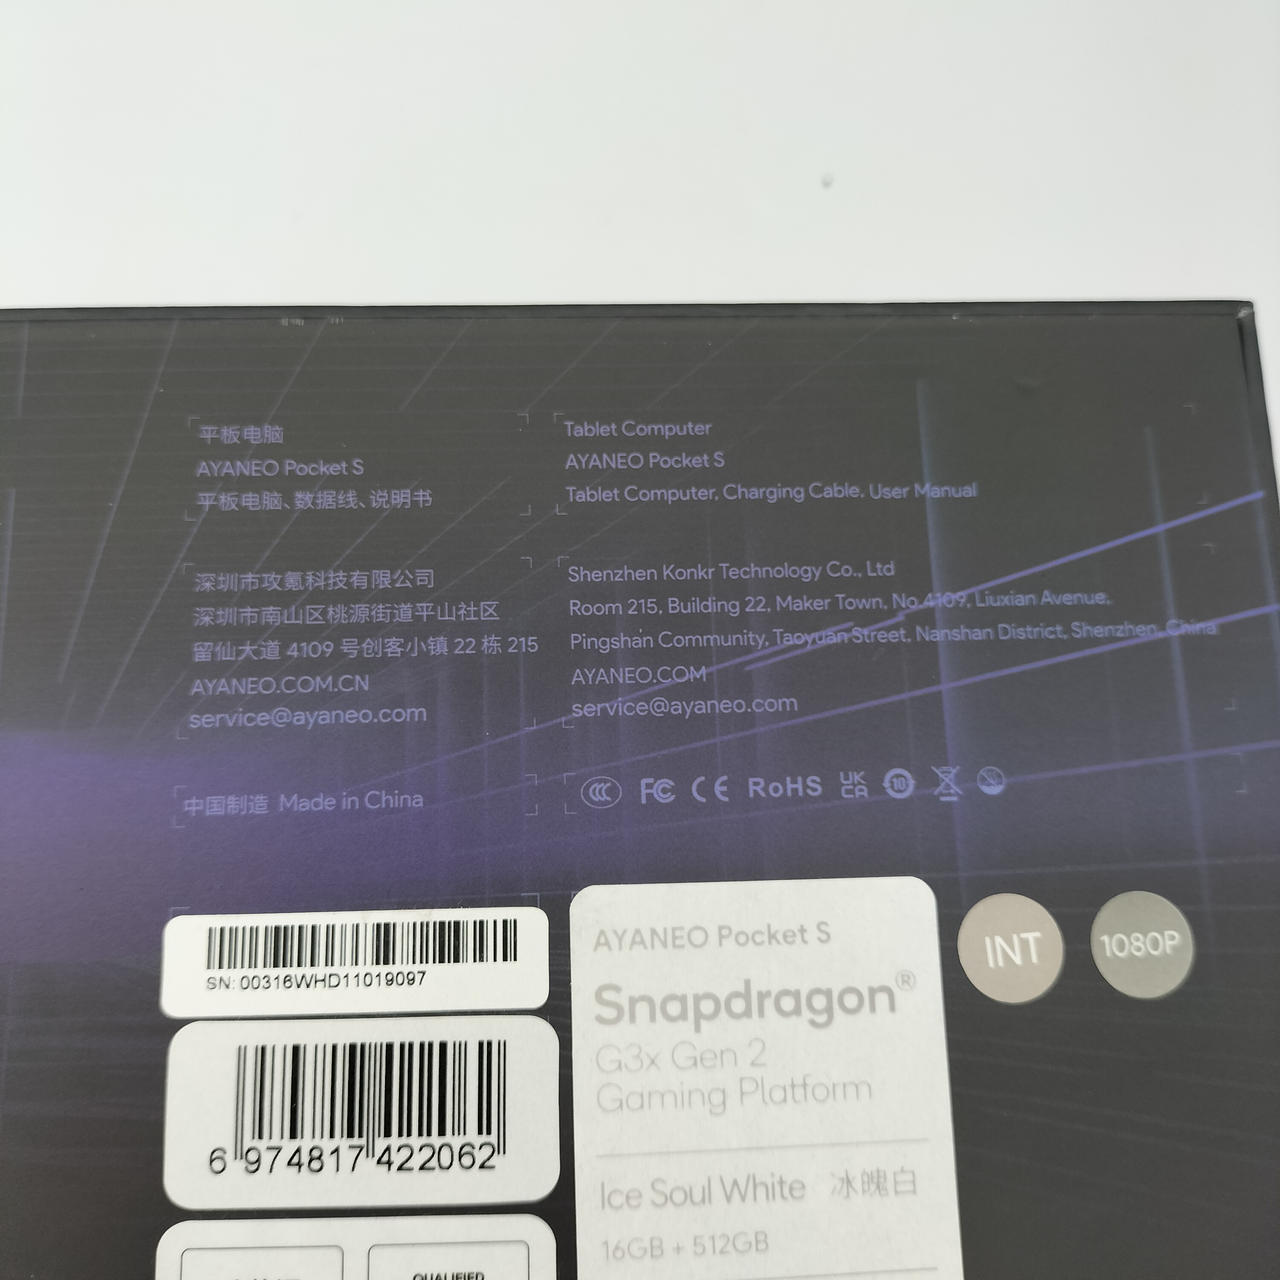 平板电脑
AYANEO Pocket S
平板电脑、数据线、说明书
Tablet Computer
AYANEO Pocket S
Tablet Computer, Charging Cable, User Manual
深圳市攻氪科技有限公司
深圳市南山区桃源街道平山社区
留仙大道 4109 号创客小镇 22 栋 215
AYANEO.COM.CN
service@ayaneo.com
Shenzhen Konkr Technology Co., Ltd
Room 215, Building 22, Maker Town, No.4109, Liuxian Avenue,
Pingshan Community, Taoyuan Street, Nanshan District, Shenzhen, China
AYANEO.COM
service@ayaneo.com
中国制造 Made in China
CCC FC CE RoHS UK CA 10
SN: 00316WHD11019097
6 974817 422062
AYANEO Pocket S
Snapdragon®
G3x Gen 2
Gaming Platform
Ice Soul White 冰魄白
16GB + 512GB
INT
1080P
QUALIFIED